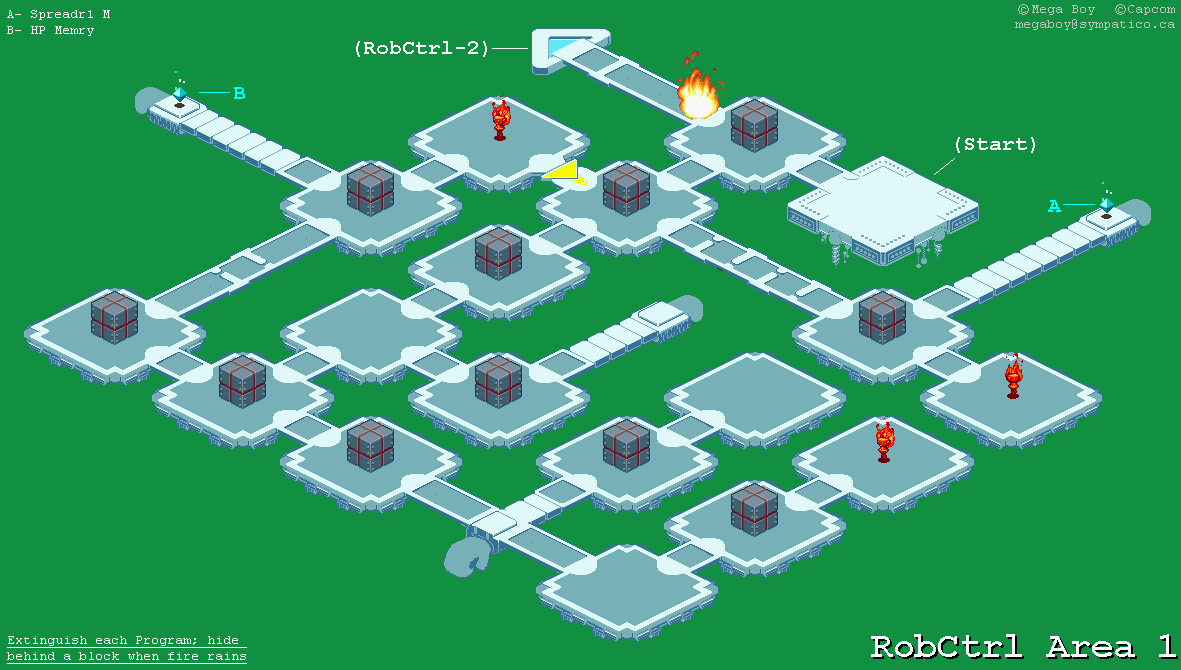 A- Spreadr1 M
B- HP Memry
©Mega Boy ©Capcom
megaboy@sympatico.ca
(RobCtrl-2)
B
(Start)
A
Extinguish each Program; hide
behind a block when fire rains
RobCtrl Area 1